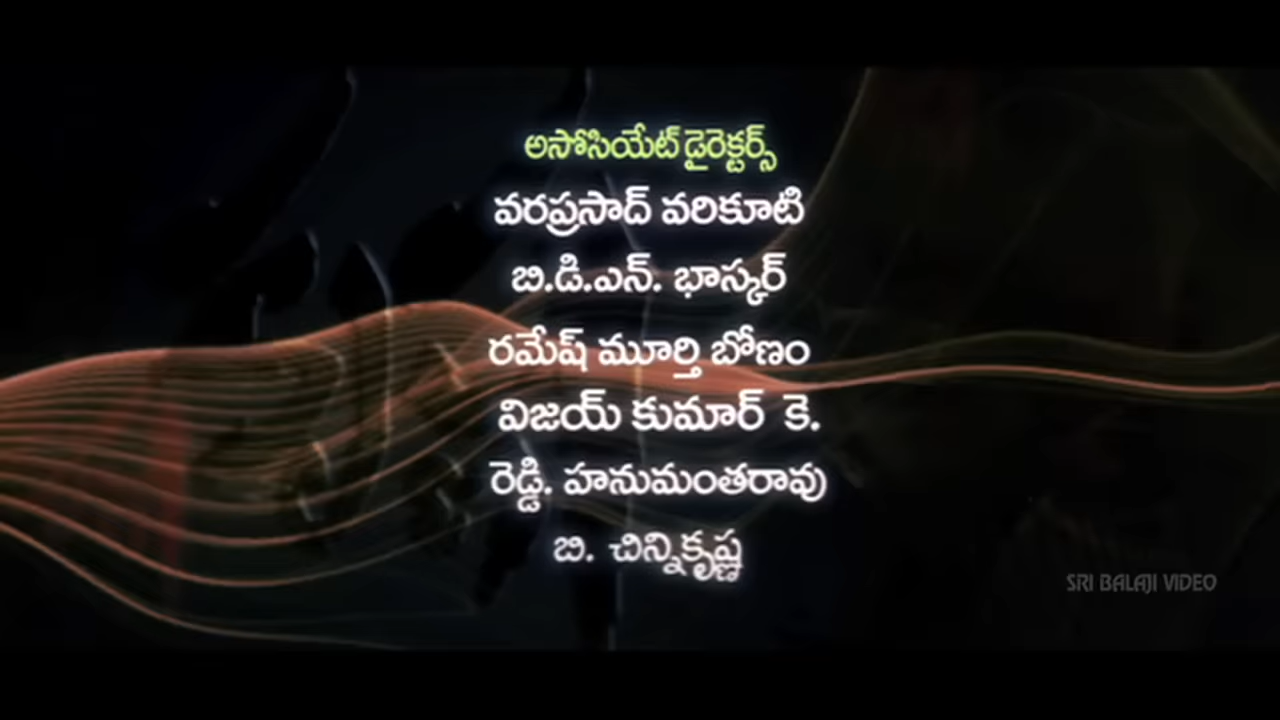 అసోసియేట్ డైరెక్టర్స్
వరప్రసాద్ వరికూటి
బి.డి.ఎన్. భాస్కర్
రమేష్ మూర్తి బోణం
విజయ్ కుమార్ కె.
రెడ్డి. హనుమంతరావు
బి. చిన్నికృష్ణ
SRI BALAJI VIDEO